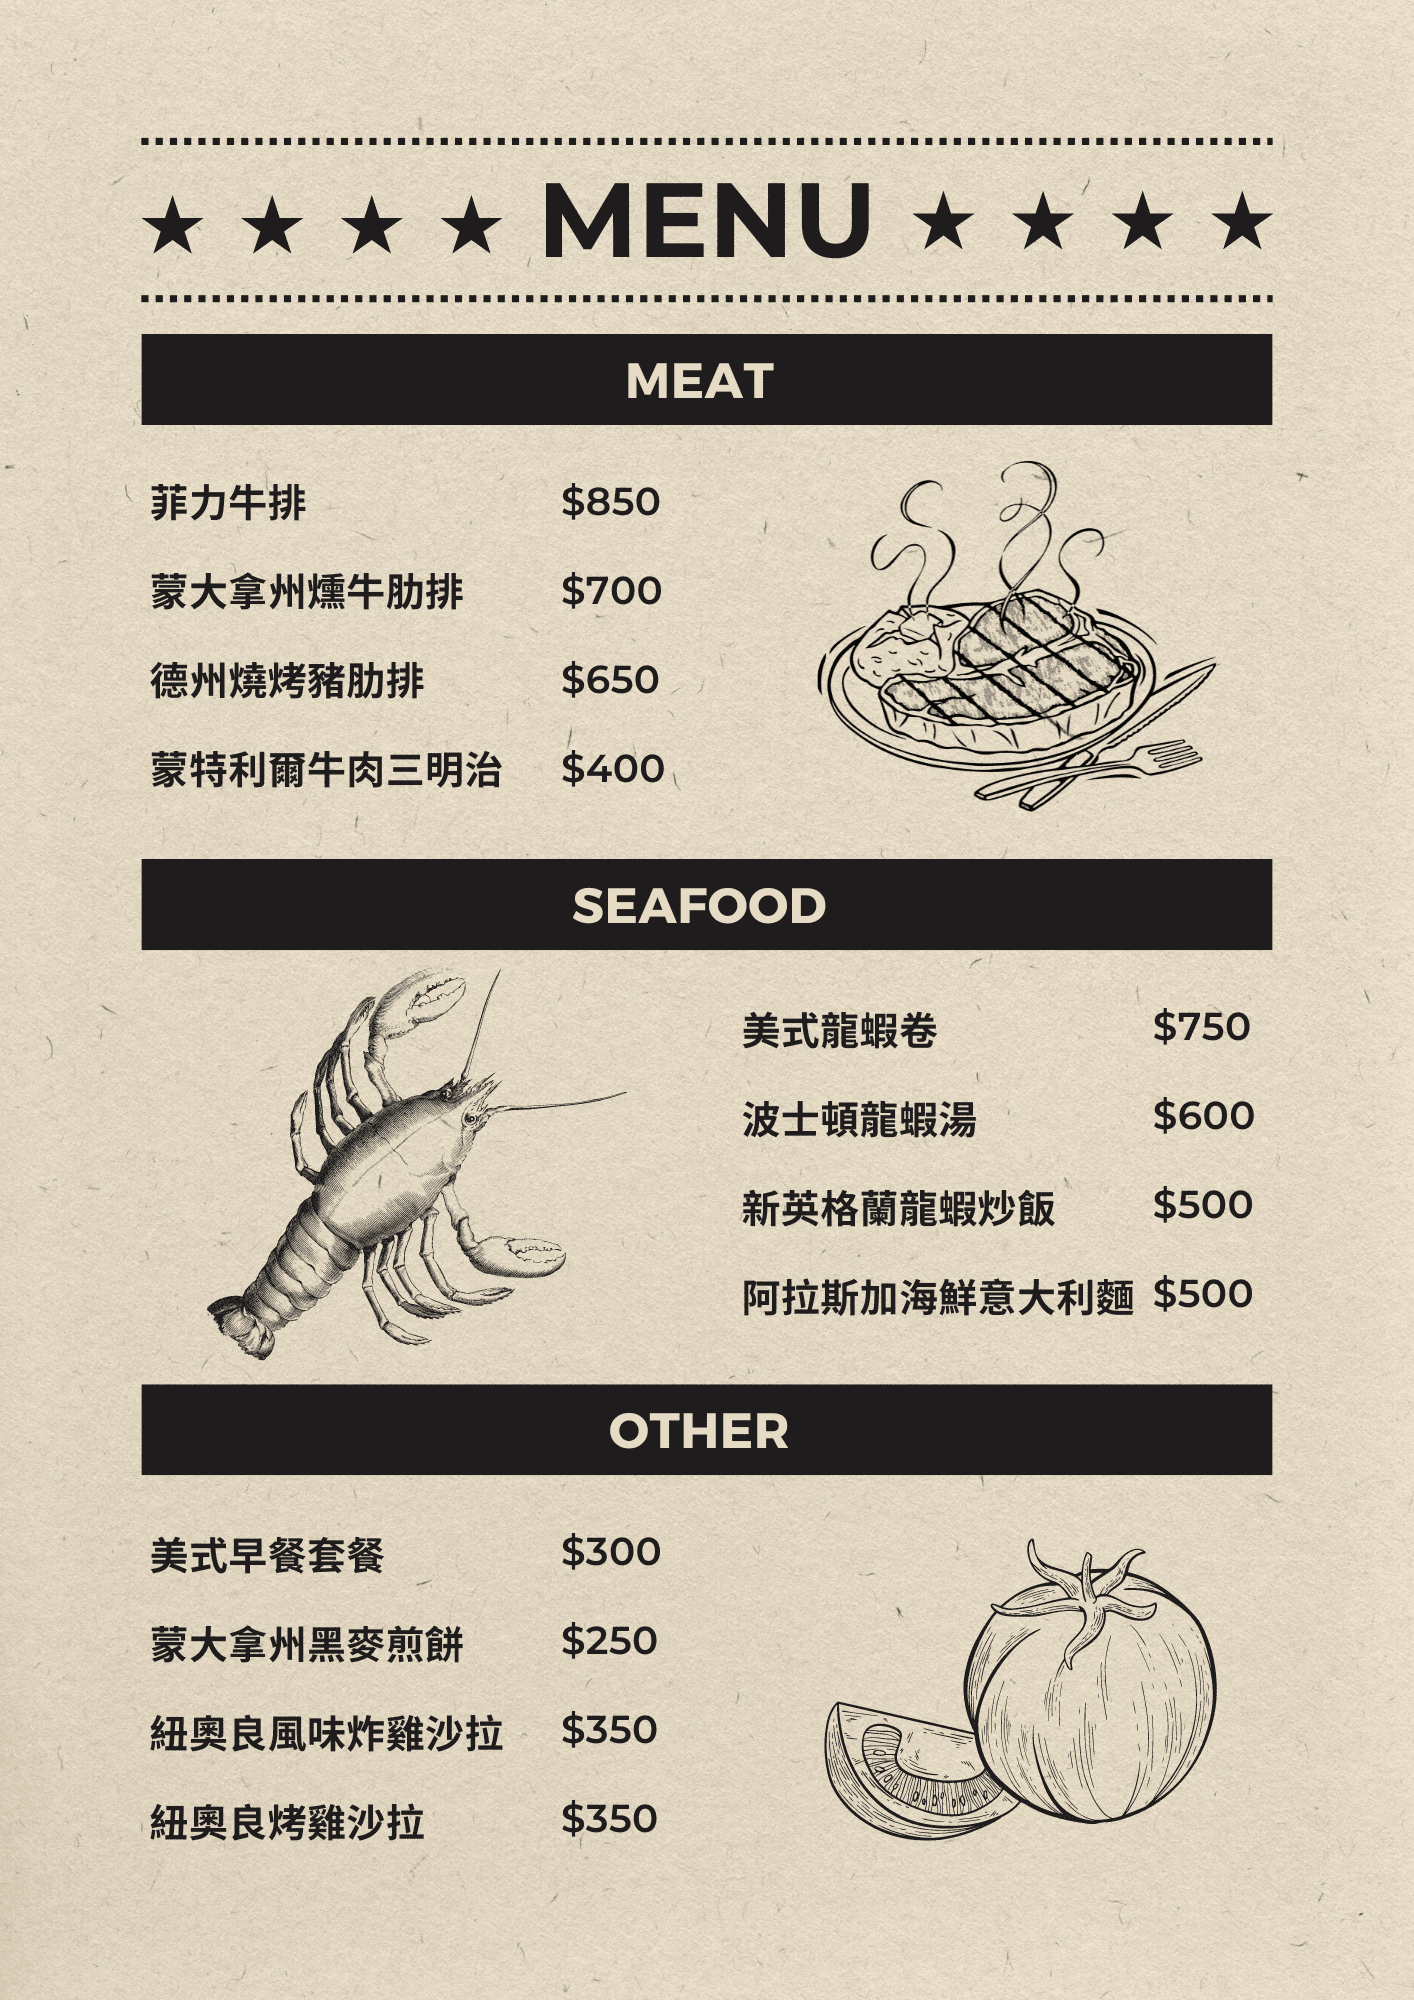 MENU
MEAT
菲力牛排 $850
蒙大拿州燻牛肋排 $700
德州燒烤豬肋排 $650
蒙特利爾牛肉三明治 $400
SEAFOOD
美式龍蝦卷 $750
波士頓龍蝦湯 $600
新英格蘭龍蝦炒飯 $500
阿拉斯加海鮮意大利麵 $500
OTHER
美式早餐套餐 $300
蒙大拿州黑麥煎餅 $250
紐奧良風味炸雞沙拉 $350
紐奧良烤雞沙拉 $350